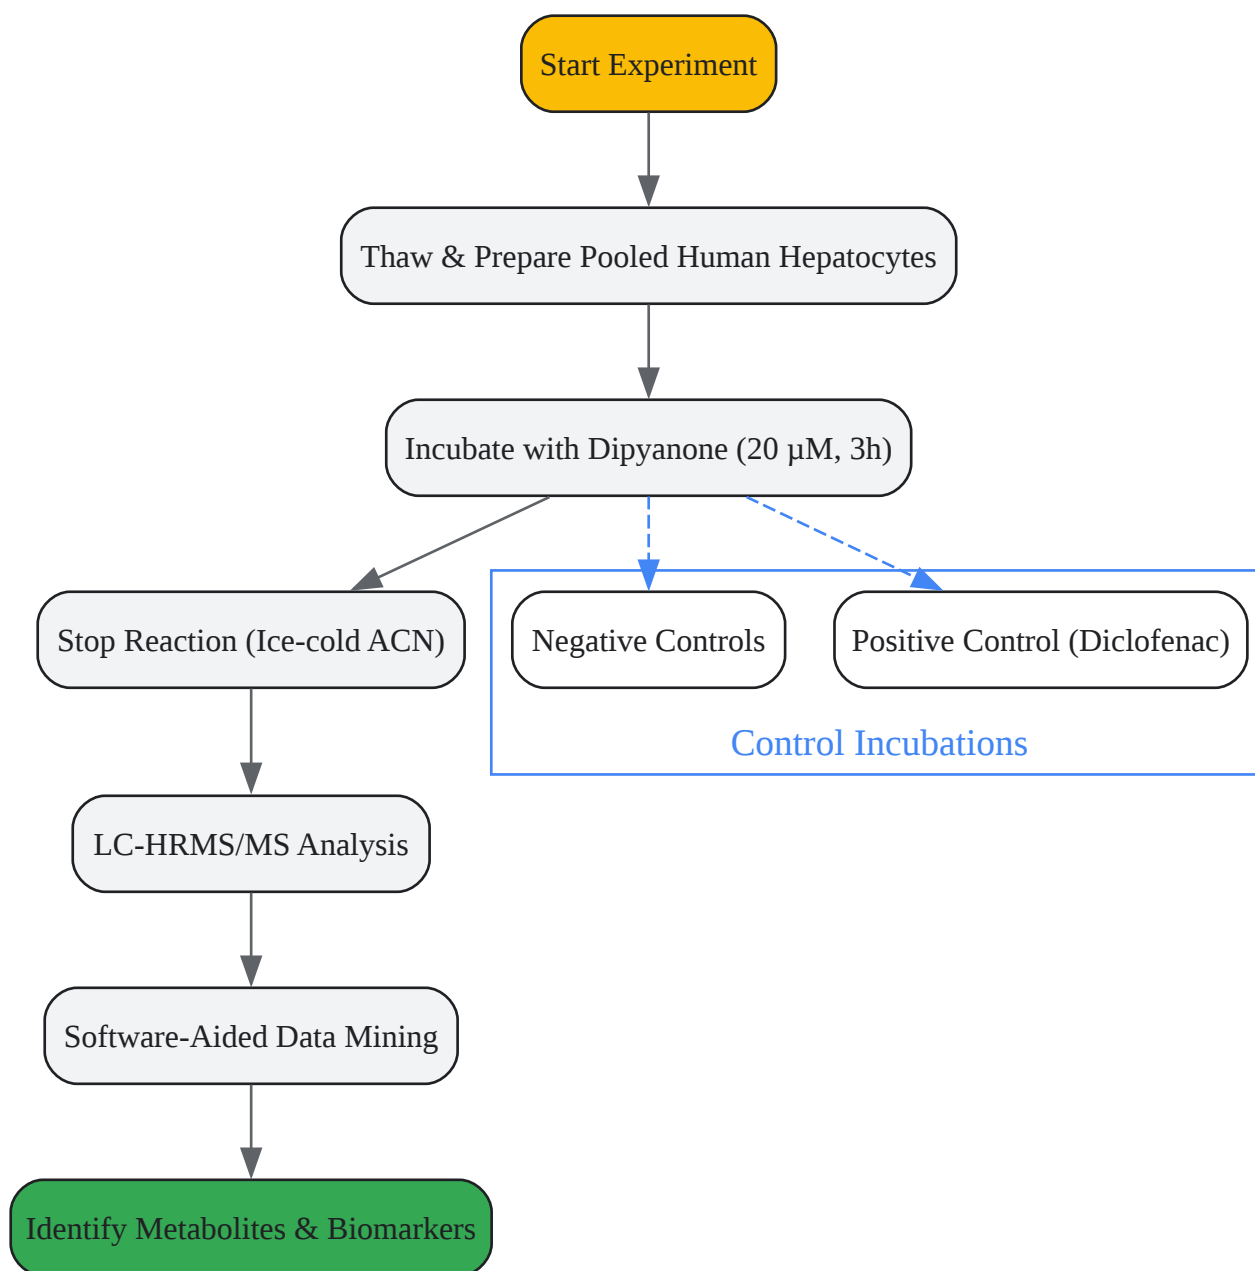 Start Experiment
Thaw & Prepare Pooled Human Hepatocytes
Incubate with Dipyanone (20 µM, 3h)
Stop Reaction (Ice-cold ACN)
Negative Controls
Positive Control (Diclofenac)
Control Incubations
LC-HRMS/MS Analysis
Software-Aided Data Mining
Identify Metabolites & Biomarkers